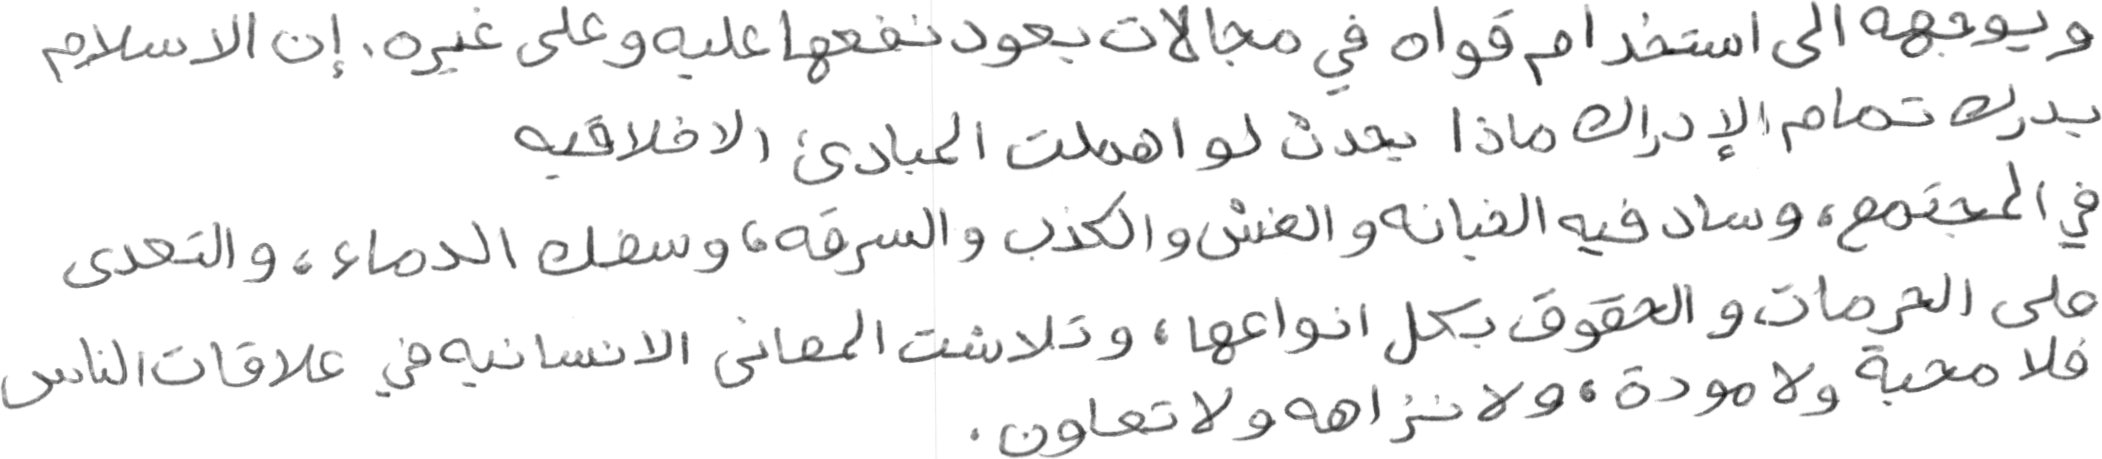 ويوجهه الى استخدام قواه في مجالات يعود نفعها عليه وعلى غيره. إن الاسلام
يدرك تمام الإدراك ماذا يحدث لو اهملت المبادئ الاخلاقيه
في المجتمع، وساد فيه الخيانه والغش والكذب والسرقه، وسفك الدماء، والتعدى
على الحرمات والحقوق بكل انواعها، وتلاشت المعانى الانسانيه في علاقات الناس
فلا محبة ولا مودة، ولا نزاهه ولا تعاون.